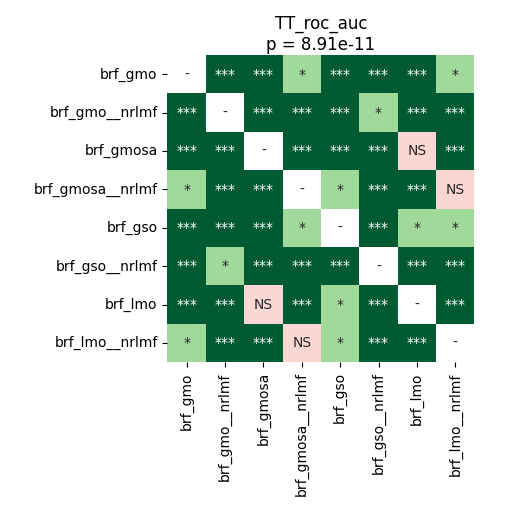 TT_roc_auc
p = 8.91e-11
brf_gmo - *** *** * *** *** *** *
brf_gmo__nrlmf *** - *** *** *** * *** ***
brf_gmosa *** *** - *** *** *** NS ***
brf_gmosa__nrlmf * *** *** - * *** *** NS
brf_gso *** *** *** * - *** * *
brf_gso__nrlmf *** * *** *** *** - *** ***
brf_lmo *** *** NS *** * *** - ***
brf_lmo__nrlmf * *** *** NS * *** *** -
brf_gmo
brf_gmo__nrlmf
brf_gmosa
brf_gmosa__nrlmf
brf_gso
brf_gso__nrlmf
brf_lmo
brf_lmo__nrlmf